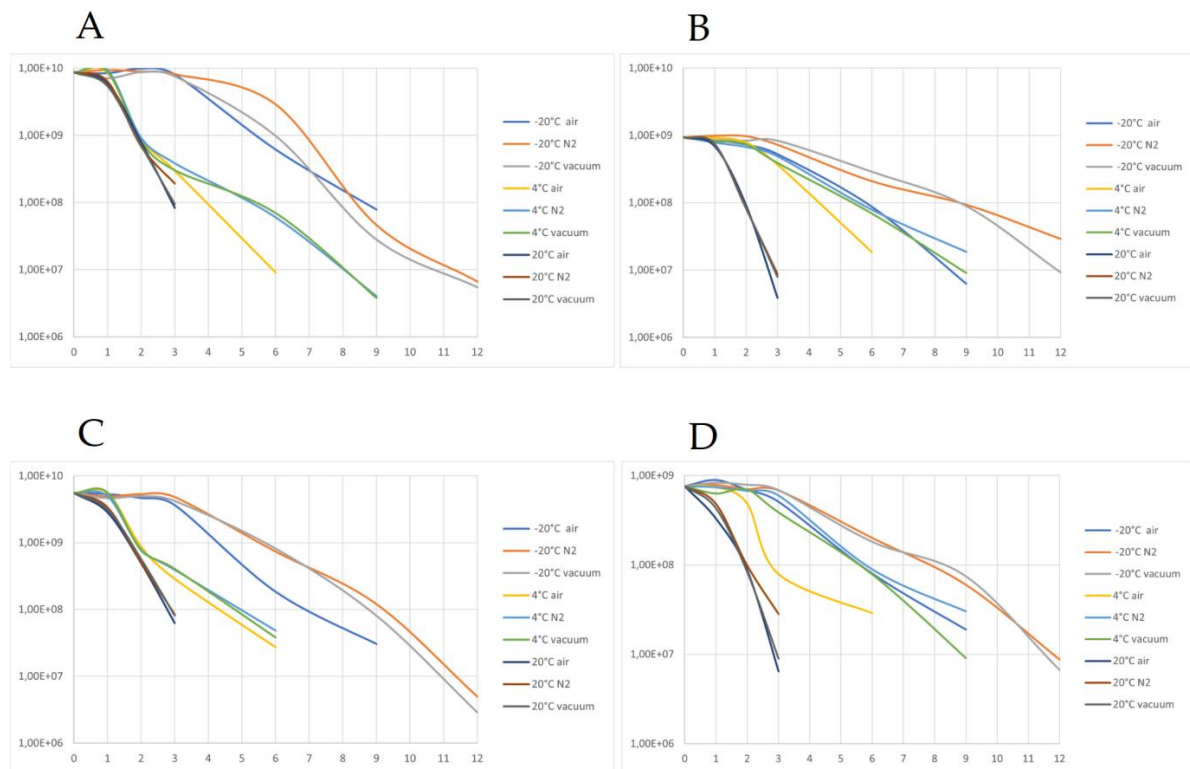 A
1,00E+10
1,00E+09
1,00E+08
1,00E+07
1,00E+06
0 1 2 3 4 5 6 7 8 9 10 11 12
-20°C air
-20°C N2
-20°C vacuum
4°C air
4°C N2
4°C vacuum
20°C air
20°C N2
20°C vacuum
B
1,00E+10
1,00E+09
1,00E+08
1,00E+07
1,00E+06
0 1 2 3 4 5 6 7 8 9 10 11 12
-20°C air
-20°C N2
-20°C vacuum
4°C air
4°C N2
4°C vacuum
20°C air
20°C N2
20°C vacuum
C
1,00E+10
1,00E+09
1,00E+08
1,00E+07
1,00E+06
0 1 2 3 4 5 6 7 8 9 10 11 12
-20°C air
-20°C N2
-20°C vacuum
4°C air
4°C N2
4°C vacuum
20°C air
20°C N2
20°C vacuum
D
1,00E+09
1,00E+08
1,00E+07
1,00E+06
0 1 2 3 4 5 6 7 8 9 10 11 12
-20°C air
-20°C N2
-20°C vacuum
4°C air
4°C N2
4°C vacuum
20°C air
20°C N2
20°C vacuum